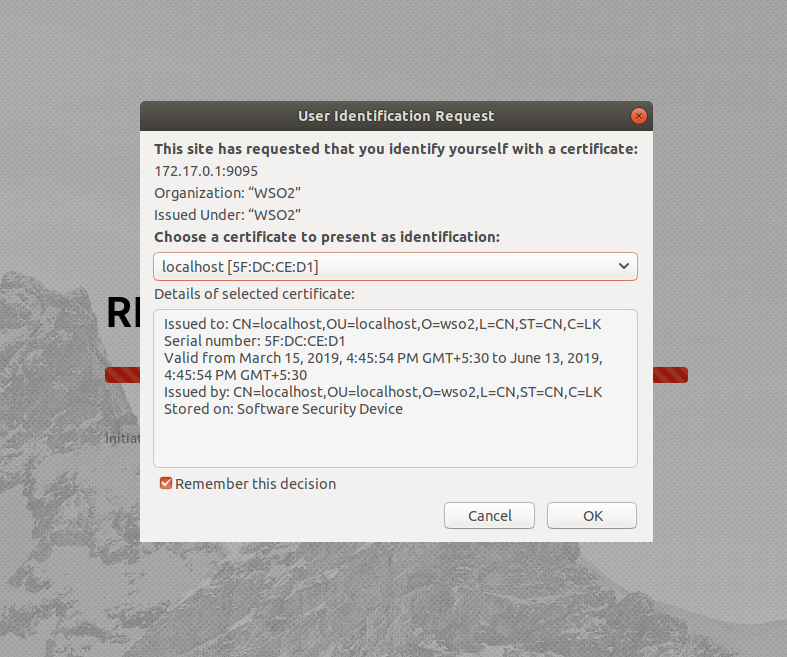 User Identification Request
This site has requested that you identify yourself with a certificate:
172.17.0.1:9095
Organization: “WSO2”
Issued Under: “WSO2”
Choose a certificate to present as identification:
localhost [5F:DC:CE:D1]
Details of selected certificate:
Issued to: CN=localhost,OU=localhost,O=wso2,L=CN,ST=CN,C=LK
Serial number: 5F:DC:CE:D1
Valid from March 15, 2019, 4:45:54 PM GMT+5:30 to June 13, 2019,
4:45:54 PM GMT+5:30
Issued by: CN=localhost,OU=localhost,O=wso2,L=CN,ST=CN,C=LK
Stored on: Software Security Device
Remember this decision
Cancel
OK